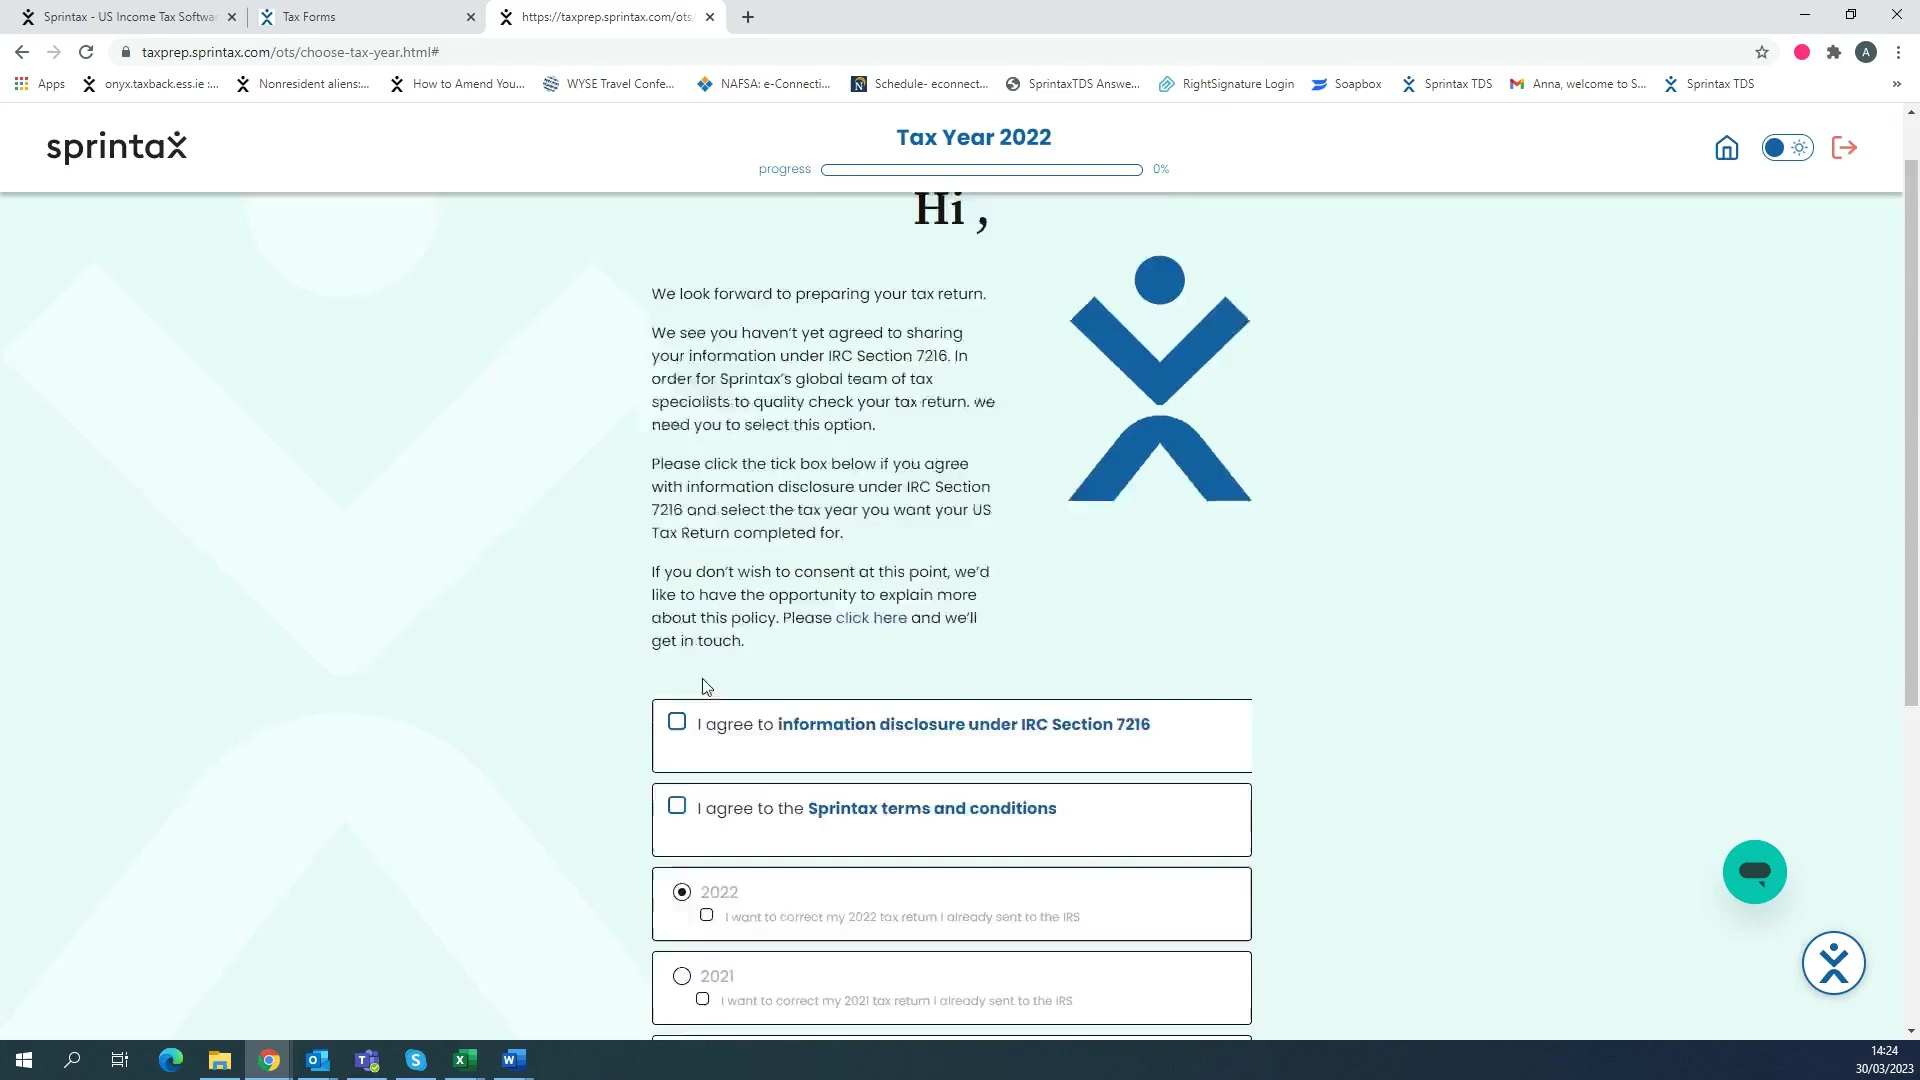 Sprintax - US Income Tax Softwar
Tax Forms
https://taxprep.sprintax.com/ots
taxprep.sprintax.com/ots/choose-tax-year.html#
A
Apps
onyx.taxback.ess.ie :...
Nonresident aliens:...
How to Amend You...
WYSE Travel Confe...
NAFSA: e-Connecti...
Schedule- econnect...
SprintaxTDS Answe...
RightSignature Login
Soapbox
Sprintax TDS
Anna, welcome to S...
Sprintax TDS
»
sprintax
Tax Year 2022
progress
0%
Hi ,
We look forward to preparing your tax return.
We see you haven't yet agreed to sharing
your information under IRC Section 7216. In
order for Sprintax's global team of tax
specialists to quality check your tax return, we
need you to select this option.
Please click the tick box below if you agree
with information disclosure under IRC Section
7216 and select the tax year you want your US
Tax Return completed for.
If you don't wish to consent at this point, we'd
like to have the opportunity to explain more
about this policy. Please click here and we'll
get in touch.
I agree to information disclosure under IRC Section 7216
I agree to the Sprintax terms and conditions
2022
I want to correct my 2022 tax return I already sent to the IRS
2021
I want to correct my 2021 tax return I already sent to the IRS
14:24
30/03/2023